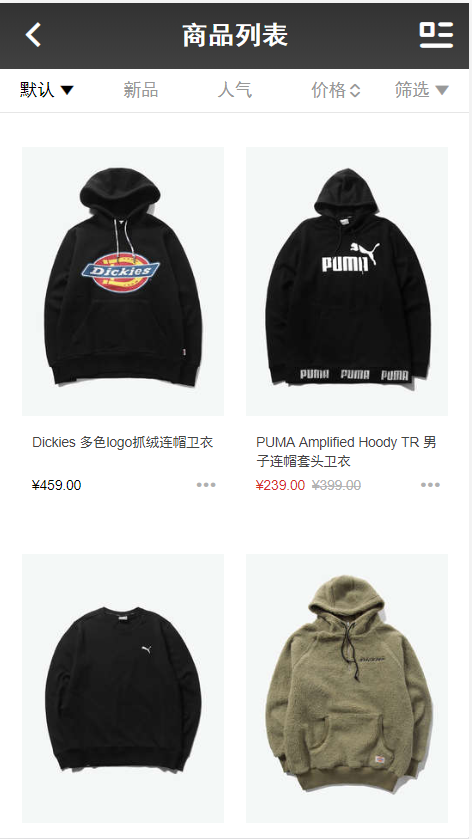 商品列表
默认 新品 人气 价格 筛选
Dickies
PUMA
PUMA PUMA PUMA
Dickies 多色logo抓绒连帽卫衣
¥459.00
PUMA Amplified Hoody TR 男
子连帽套头卫衣
¥239.00 ¥399.00